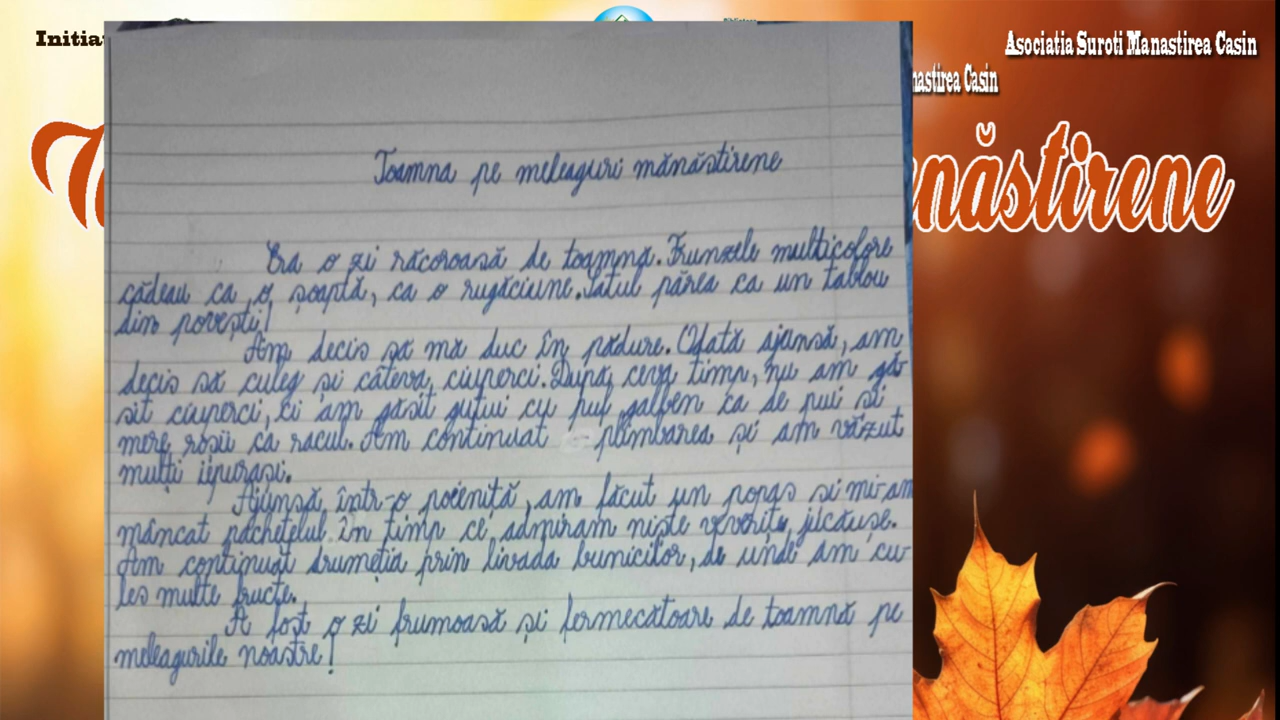 Asociatia Suroti Manastirea Casin
Casin
Toamna pe meleaguri mănăstirene
Era o zi răcoroasă de toamnă. Frunzele multicolore
cădeau ca o șoaptă, ca o rugăciune. Satul părea ca un tablou
din povești!
Am decis să mă duc în pădure. Odată ajunsă, am
decis să culeg și câteva ciuperci. După ceva timp, nu am gă-
sit ciuperci, ci am găsit gutui cu puf galben ca de pui și
mere roșii ca racul. Am continuat plimbarea și am văzut
mulți iepurași.
Ajunsă într-o poieniță, am făcut un popas și mi-am
mâncat pachețelul în timp ce admiram niște veverițe jucăușe.
Am continuat drumeția prin livada bunicilor, de unde am cu-
les multe fructe.
A fost o zi frumoasă și fermecătoare de toamnă pe
meleagurile noastre!